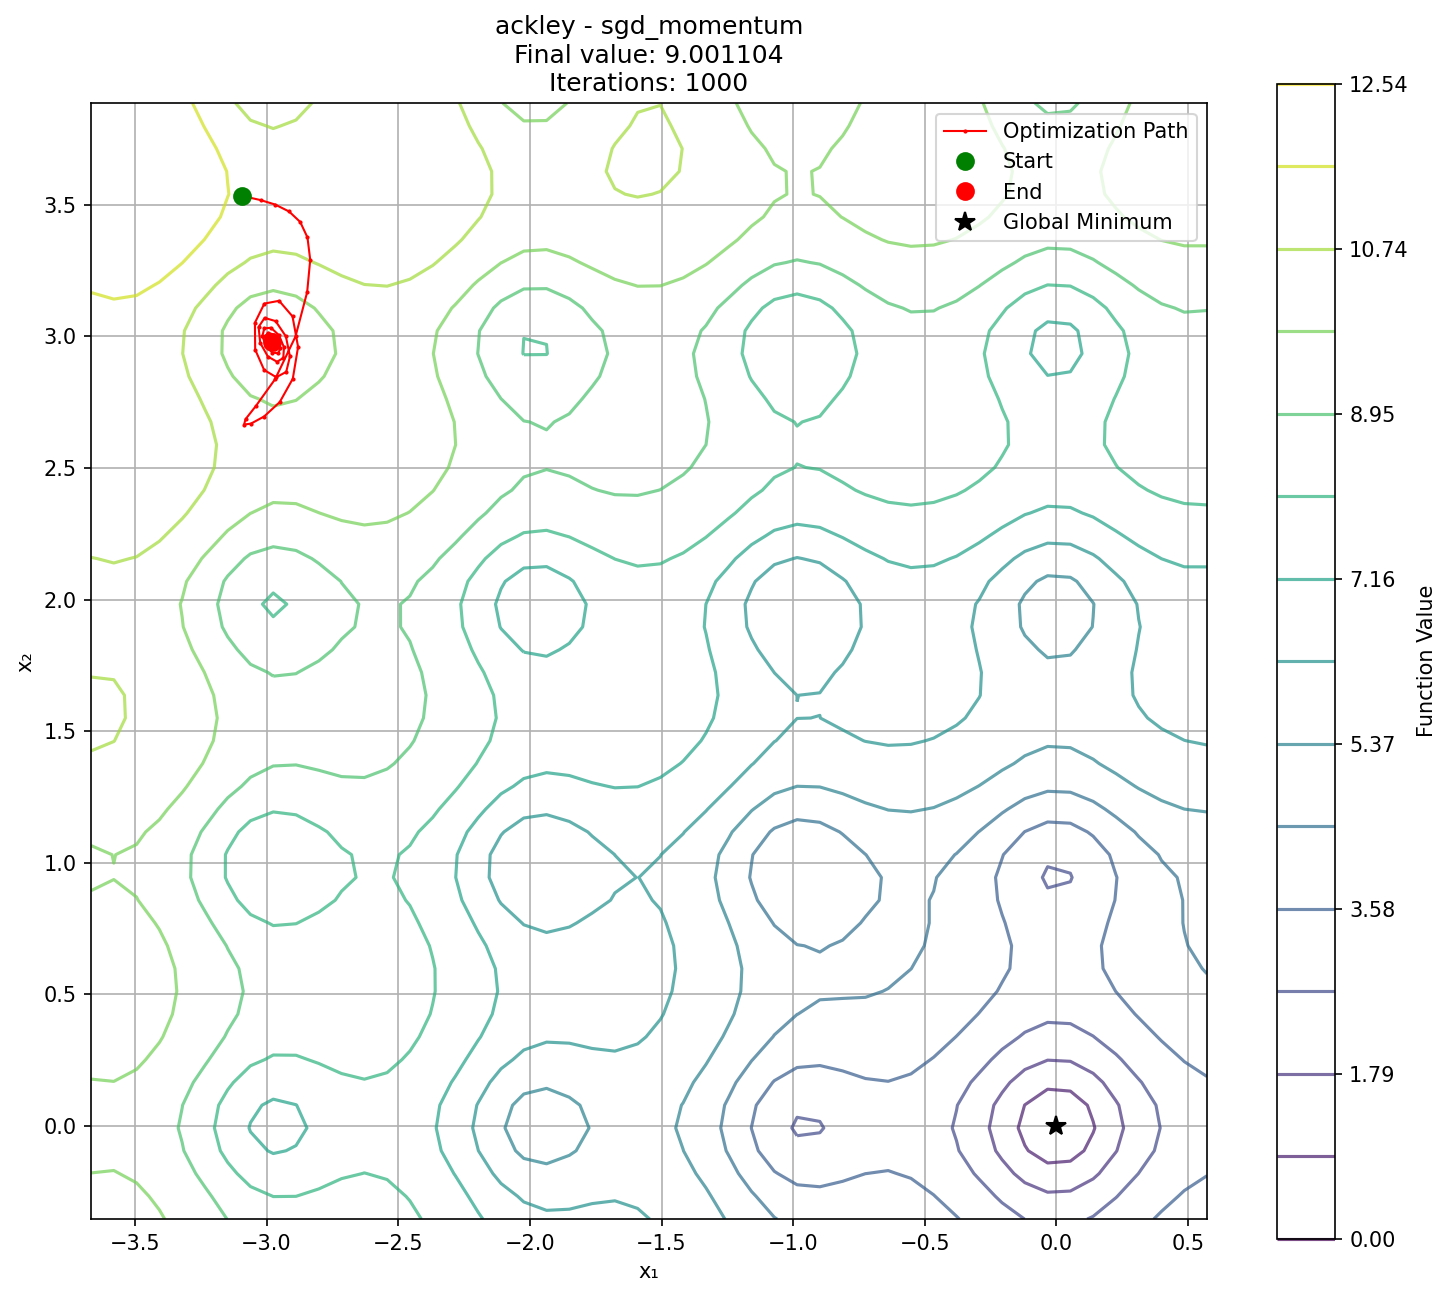 ackley - sgd_momentum
Final value: 9.001104
Iterations: 1000
Optimization Path
Start
End
Global Minimum
3.5
3.0
2.5
2.0
1.5
1.0
0.5
0.0
x₂
−3.5
−3.0
−2.5
−2.0
−1.5
−1.0
−0.5
0.0
0.5
x₁
12.54
10.74
8.95
7.16
5.37
3.58
1.79
0.00
Function Value